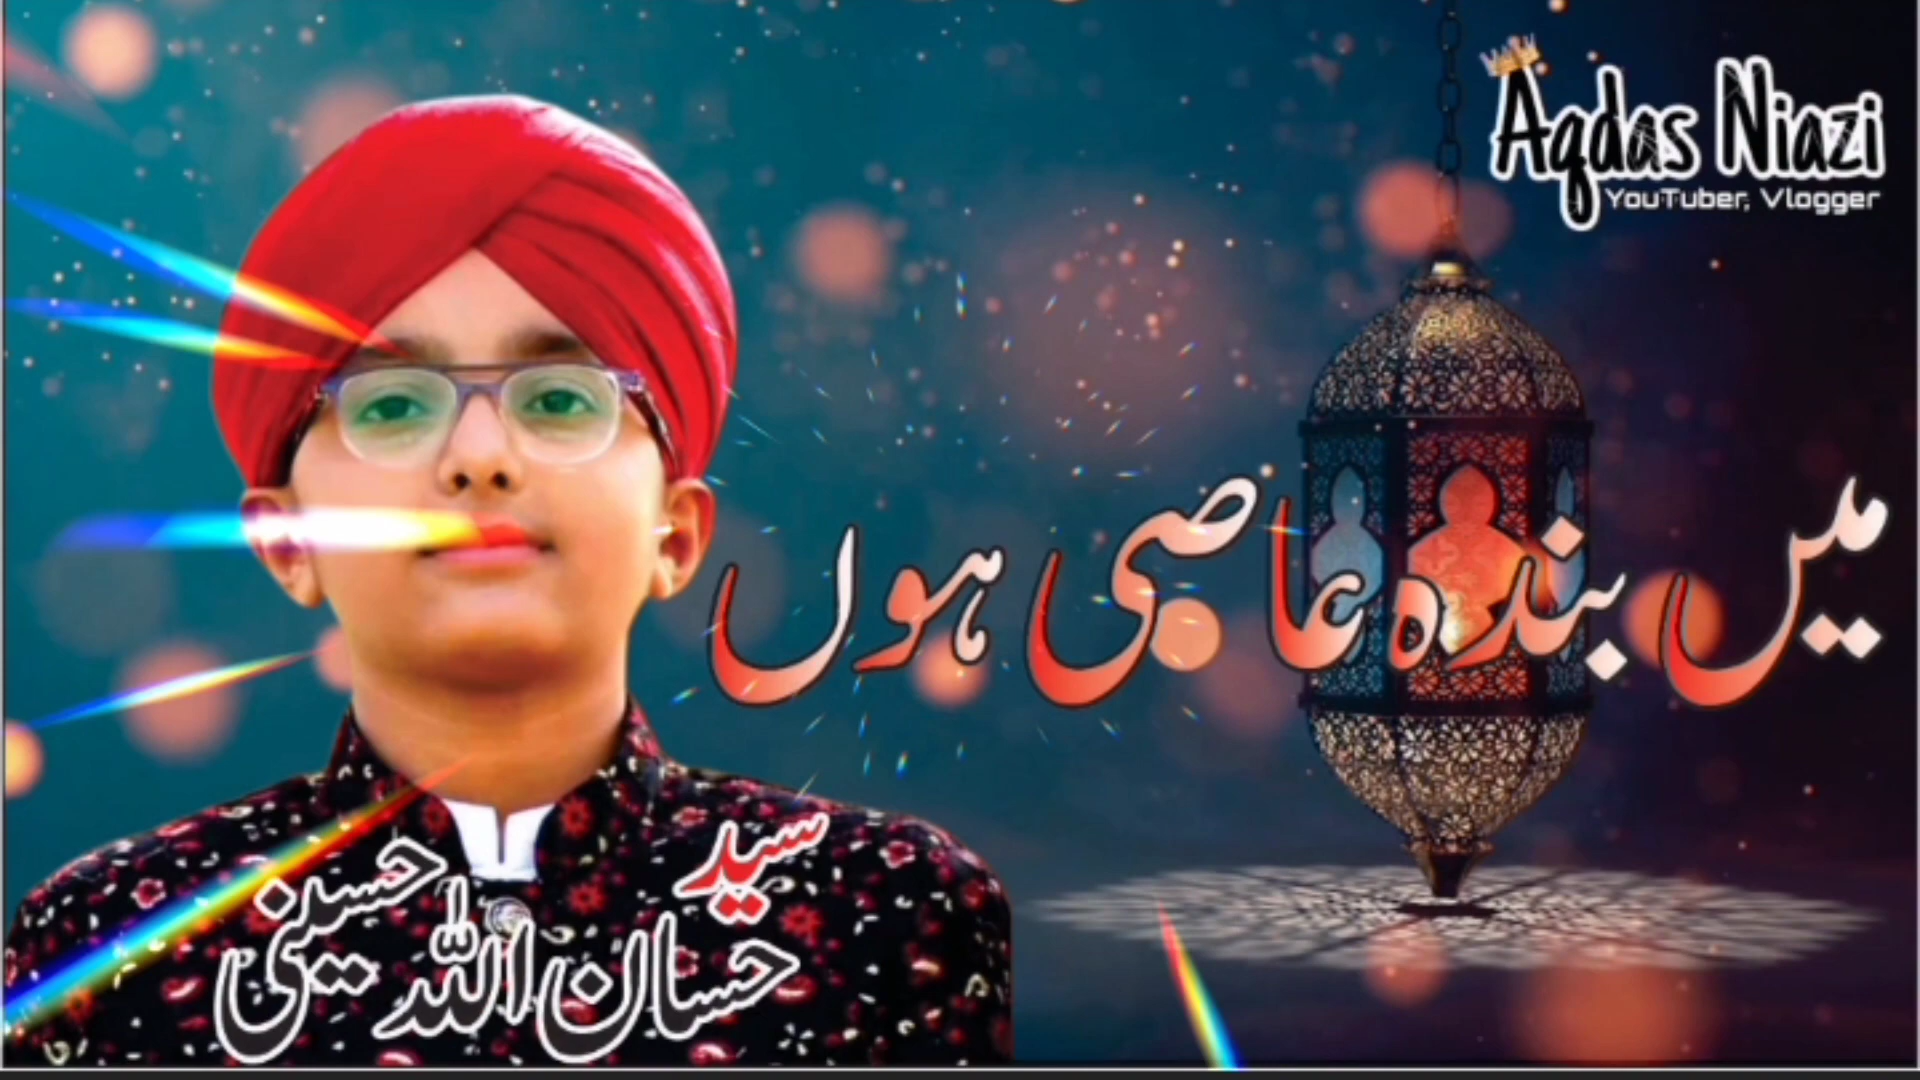 Aqdas Niazi
YouTuber, Vlogger
میں بندہ عاصی ہوں
سید
حسان اللہ حسینی